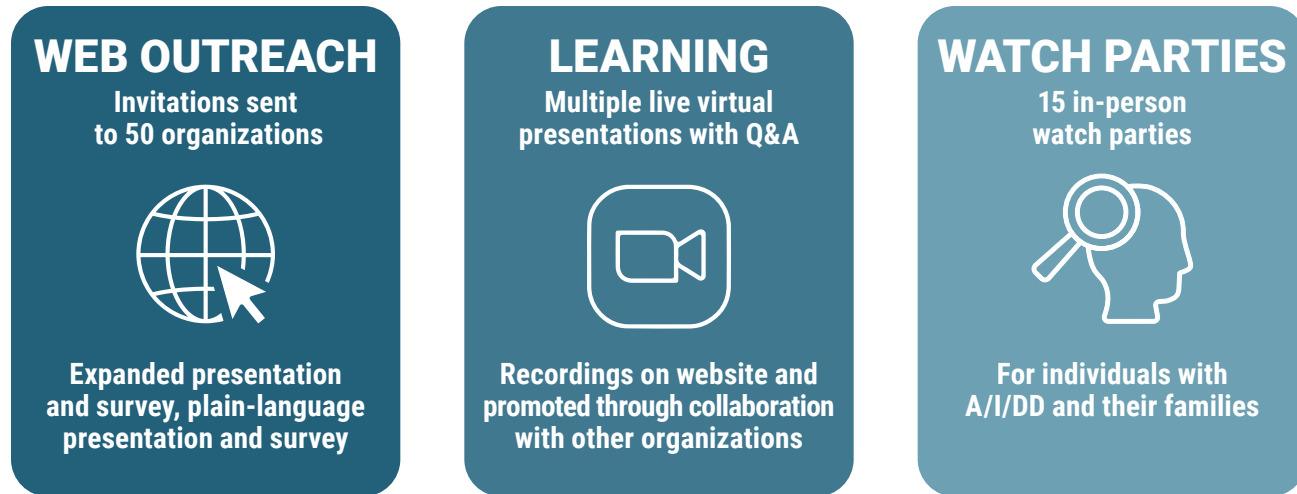 WEB OUTREACH
Invitations sent
to 50 organizations
Expanded presentation
and survey, plain-language
presentation and survey
LEARNING
Multiple live virtual
presentations with Q&A
Recordings on website and
promoted through collaboration
with other organizations
WATCH PARTIES
15 in-person
watch parties
For individuals with
A/I/DD and their families